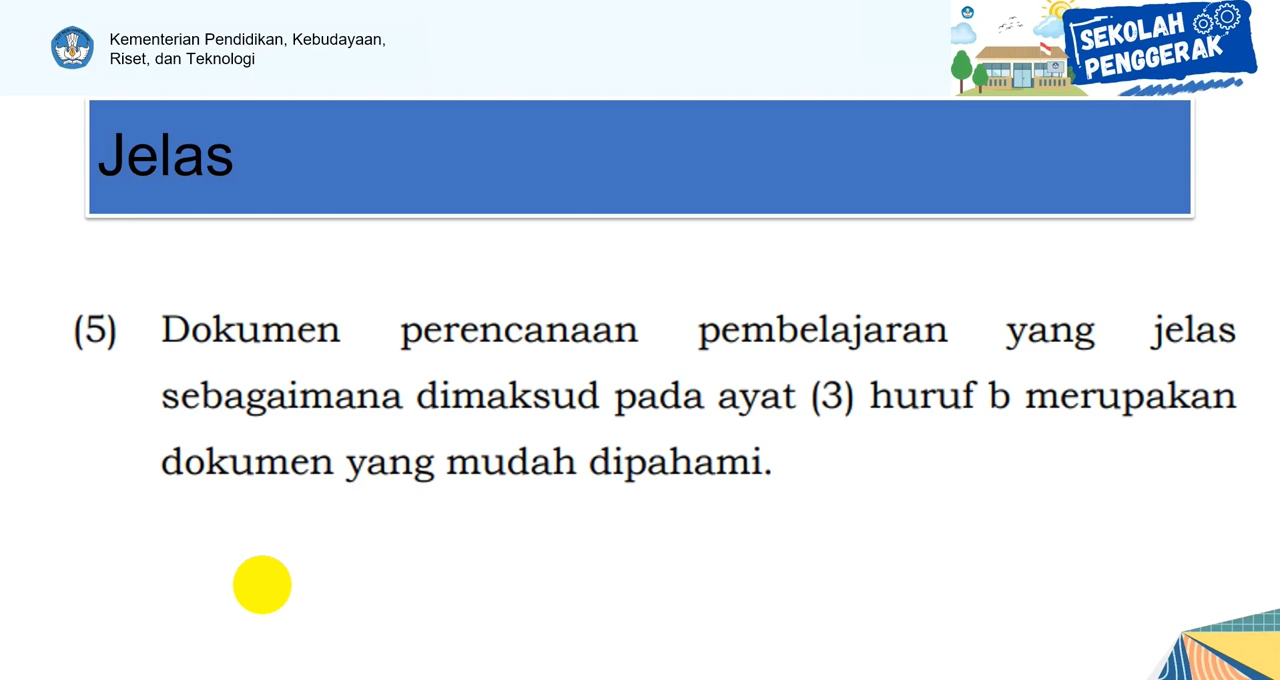 Kementerian Pendidikan, Kebudayaan,
Riset, dan Teknologi
SEKOLAH
PENGGERAK
Jelas
(5) Dokumen perencanaan pembelajaran yang jelas
sebagaimana dimaksud pada ayat (3) huruf b merupakan
dokumen yang mudah dipahami.